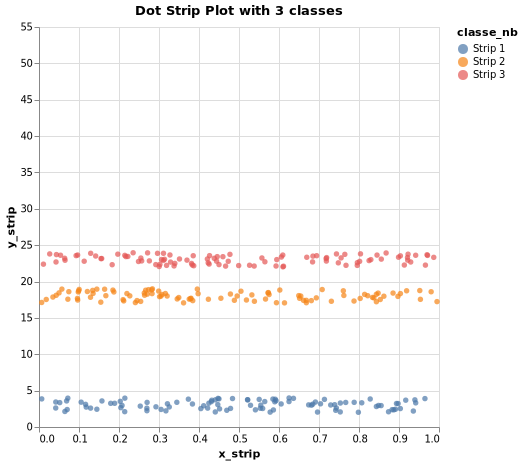 Dot Strip Plot with 3 classes
classe_nb
Strip 1
Strip 2
Strip 3
y_strip
55
50
45
40
35
30
25
20
15
10
5
0
0.0 0.1 0.2 0.3 0.4 0.5 0.6 0.7 0.8 0.9 1.0
x_strip